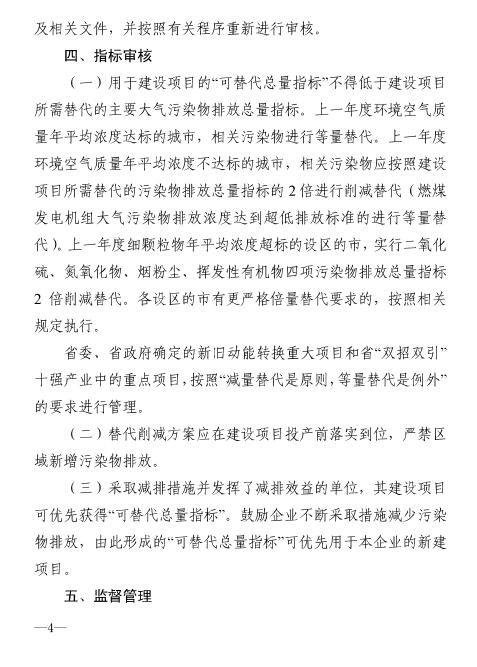 及相关文件，并按照有关程序重新进行审核。
四、指标审核
（一）用于建设项目的“可替代总量指标”不得低于建设项目
所需替代的主要大气污染物排放总量指标。上一年度环境空气质
量年平均浓度达标的城市，相关污染物进行等量替代。上一年度
环境空气质量年平均浓度不达标的城市，相关污染物应按照建设
项目所需替代的污染物排放总量指标的 2 倍进行削减替代（燃煤
发电机组大气污染物排放浓度达到超低排放标准的进行等量替
代）。上一年度细颗粒物年平均浓度超标的设区的市，实行二氧化
硫、氮氧化物、烟粉尘、挥发性有机物四项污染物排放总量指标
2 倍削减替代。各设区的市有更严格倍量替代要求的，按照相关
规定执行。
省委、省政府确定的新旧动能转换重大项目和省“双招双引”
十强产业中的重点项目，按照“减量替代是原则，等量替代是例外”
的要求进行管理。
（二）替代削减方案应在建设项目投产前落实到位，严禁区
域新增污染物排放。
（三）采取减排措施并发挥了减排效益的单位，其建设项目
可优先获得“可替代总量指标”。鼓励企业不断采取措施减少污染
物排放，由此形成的“可替代总量指标”可优先用于本企业的新建
项目。
五、监督管理
—4—